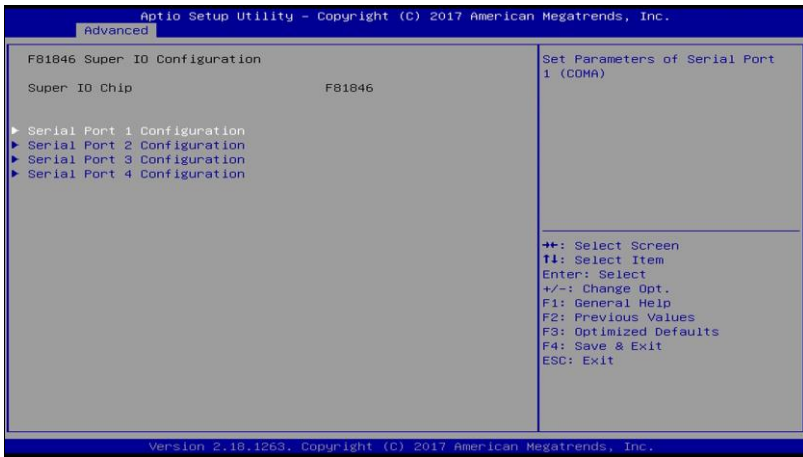 Aptio Setup Utility – Copyright (C) 2017 American Megatrends, Inc.
Advanced
F81846 Super IO Configuration
Super IO Chip F81846
▶ Serial Port 1 Configuration
▶ Serial Port 2 Configuration
▶ Serial Port 3 Configuration
▶ Serial Port 4 Configuration
Set Parameters of Serial Port
1 (COMA)
→←: Select Screen
↑↓: Select Item
Enter: Select
+/-: Change Opt.
F1: General Help
F2: Previous Values
F3: Optimized Defaults
F4: Save & Exit
ESC: Exit
Version 2.18.1263. Copyright (C) 2017 American Megatrends, Inc.